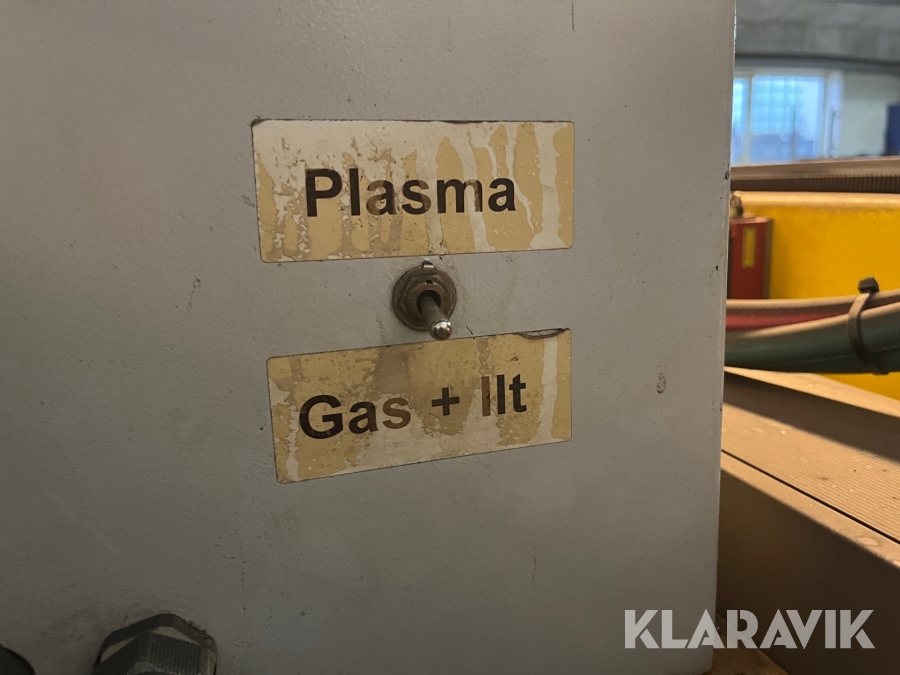 Plasma
Gas + Ilt
KLARAVIK